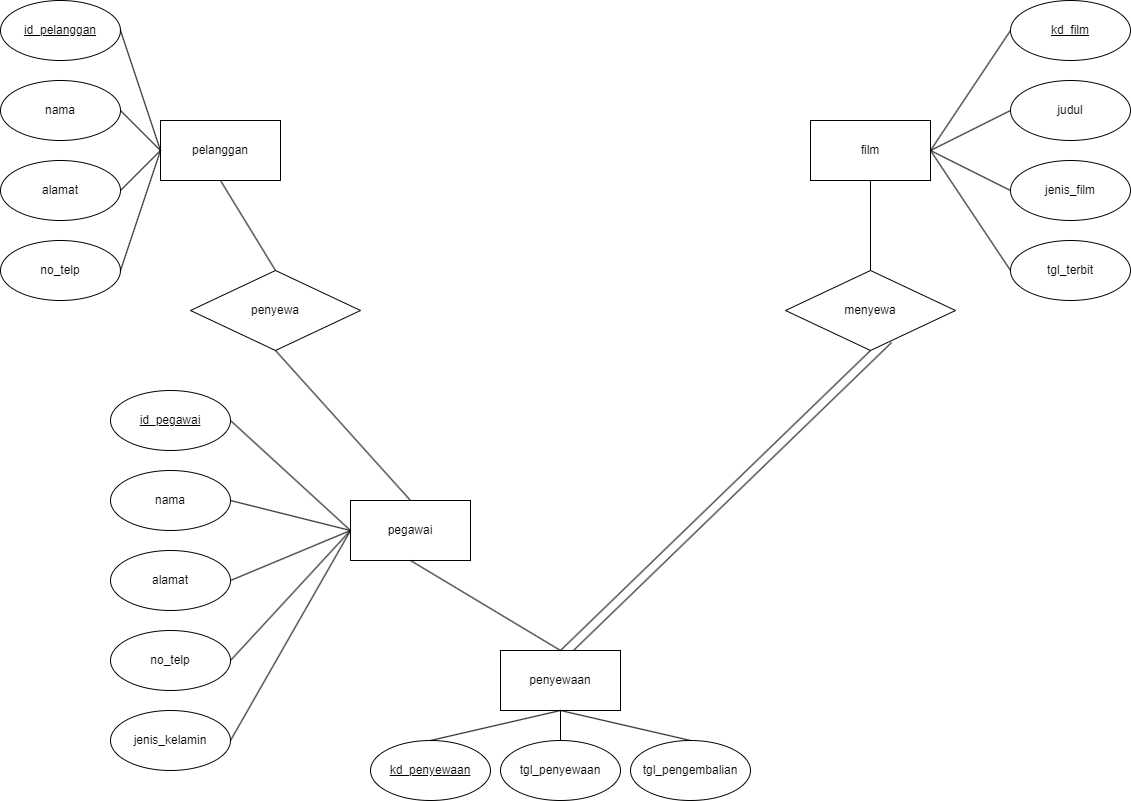 id_pelanggan
nama
alamat
no_telp
pelanggan
penyewa
kd_film
judul
jenis_film
tgl_terbit
film
menyewa
id_pegawai
nama
alamat
no_telp
jenis_kelamin
pegawai
penyewaan
kd_penyewaan
tgl_penyewaan
tgl_pengembalian